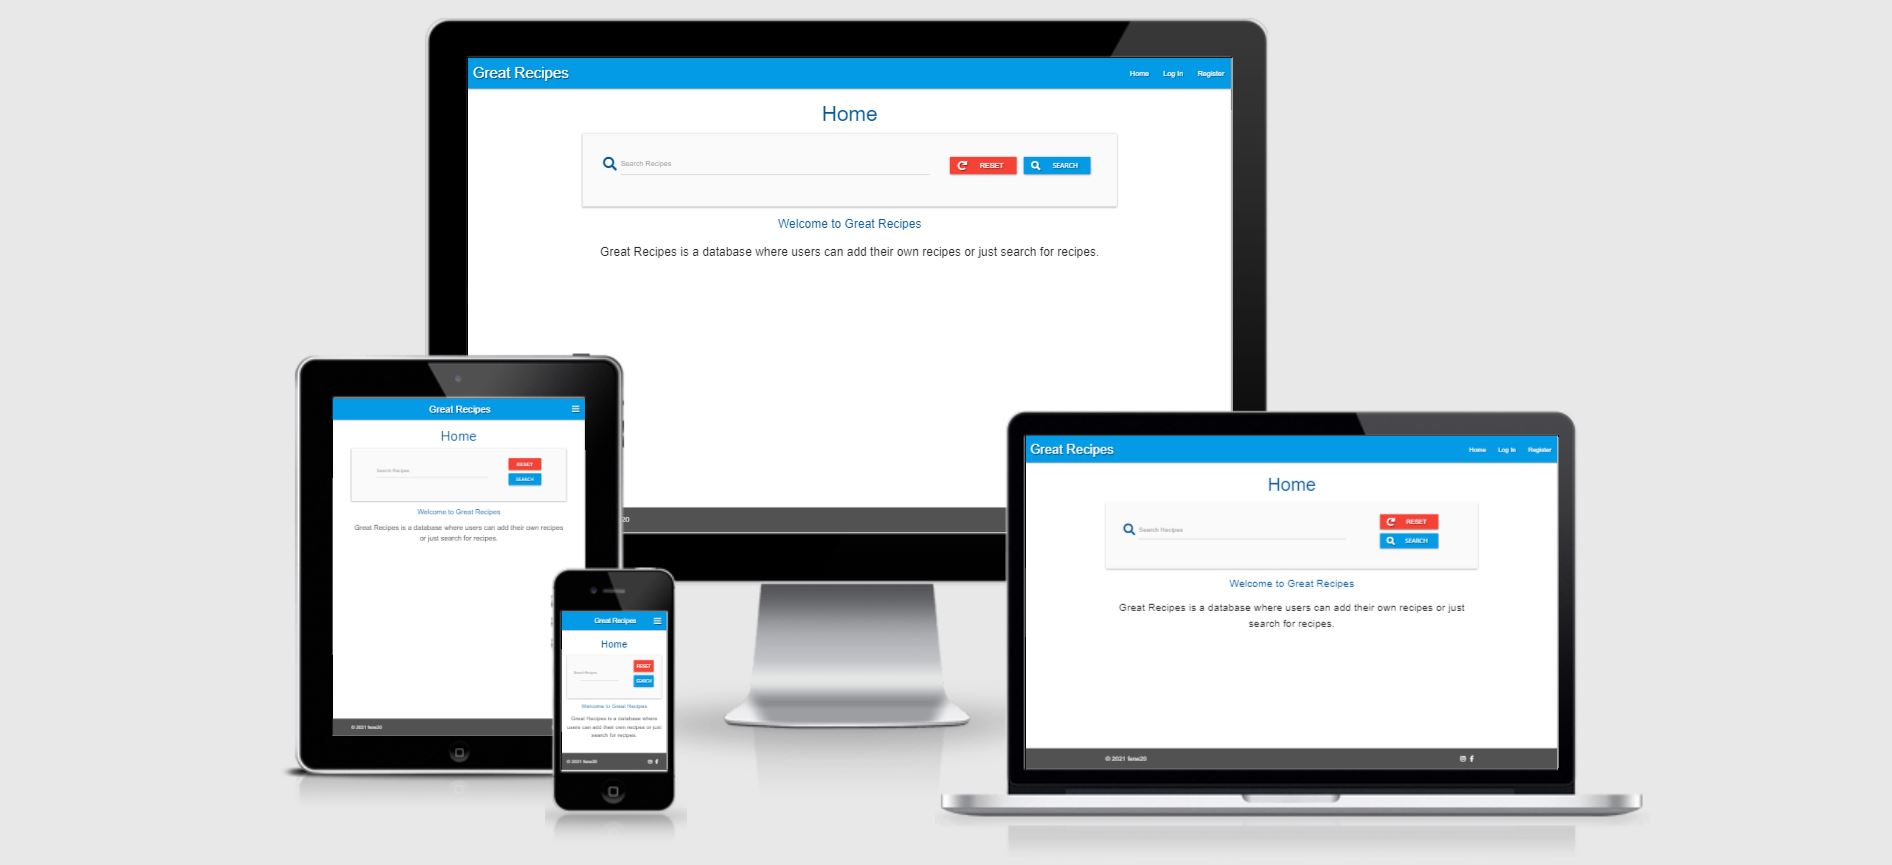 Great Recipes
Home Log In Register
Home
Search Recipes
RESET SEARCH
Welcome to Great Recipes
Great Recipes is a database where users can add their own recipes or just search for recipes.
20
Great Recipes
Home
Search Recipes
RESET
SEARCH
Welcome to Great Recipes
Great Recipes is a database where users can add their own recipes
or just search for recipes.
© 2021 fene20
Great Recipes
Home
Search Recipes
RESET
SEARCH
Welcome to Great Recipes
Great Recipes is a database where
users can add their own recipes or just
search for recipes.
© 2021 fene20
Great Recipes
Home Log In Register
Home
Search Recipes
RESET
SEARCH
Welcome to Great Recipes
Great Recipes is a database where users can add their own recipes or just
search for recipes.
© 2021 fene20